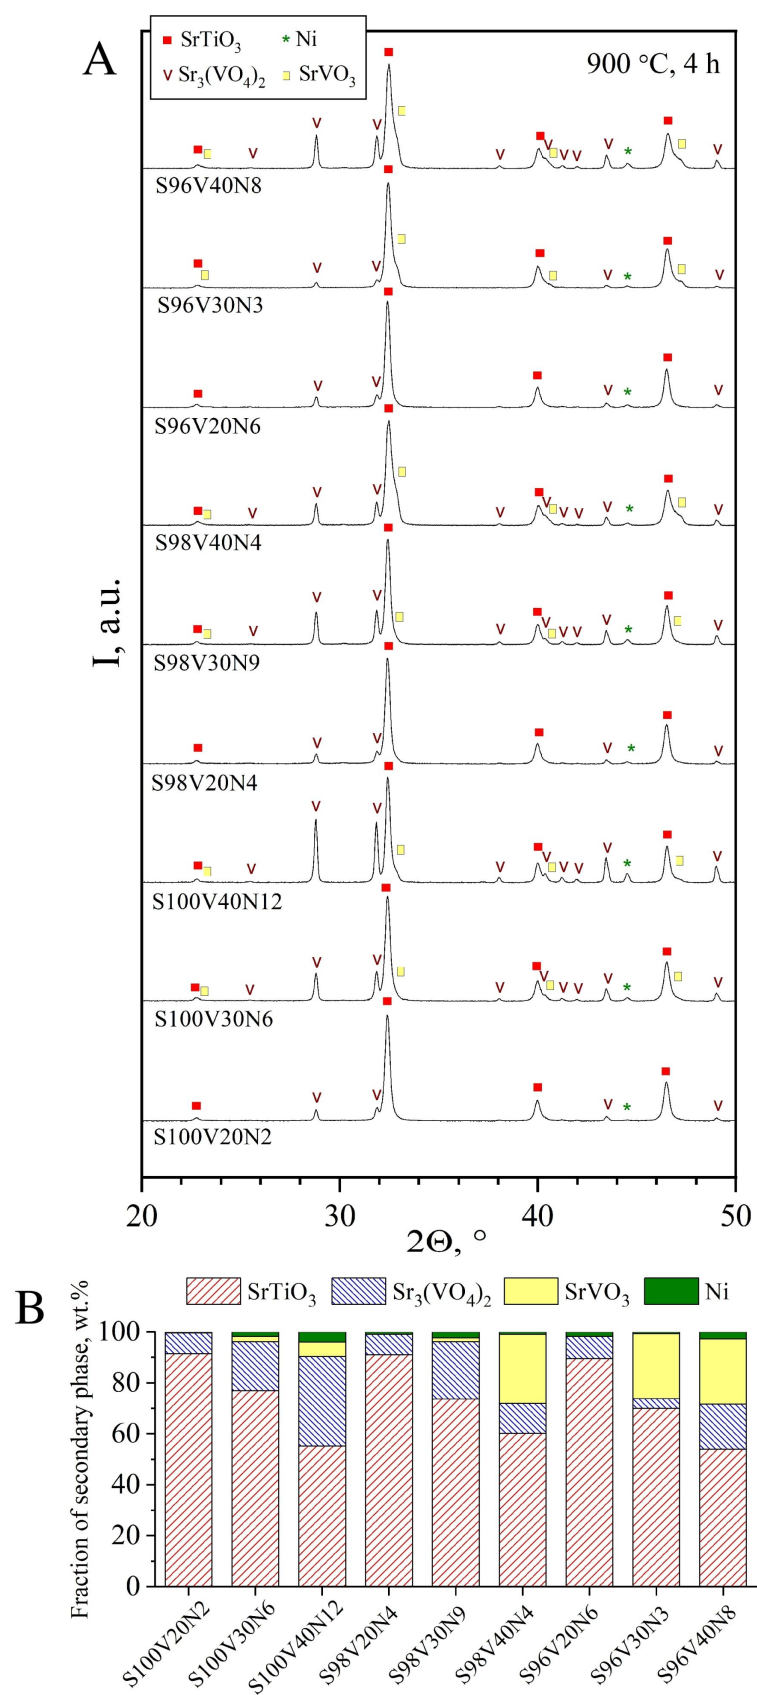 A
SrTiO₃
Ni
Sr₃(VO₄)₂
SrVO₃
900 °C, 4 h
S96V40N8
S96V30N3
S96V20N6
S98V40N4
S98V30N9
S98V20N4
S100V40N12
S100V30N6
S100V20N2
I, a.u.
20 30 40 50
2Θ, °
B
SrTiO₃ Sr₃(VO₄)₂ SrVO₃ Ni
Fraction of secondary phase, wt.%
100
80
60
40
20
0
S100V20N2
S100V30N6
S100V40N12
S98V20N4
S98V30N9
S98V40N4
S96V20N6
S96V30N3
S96V40N8